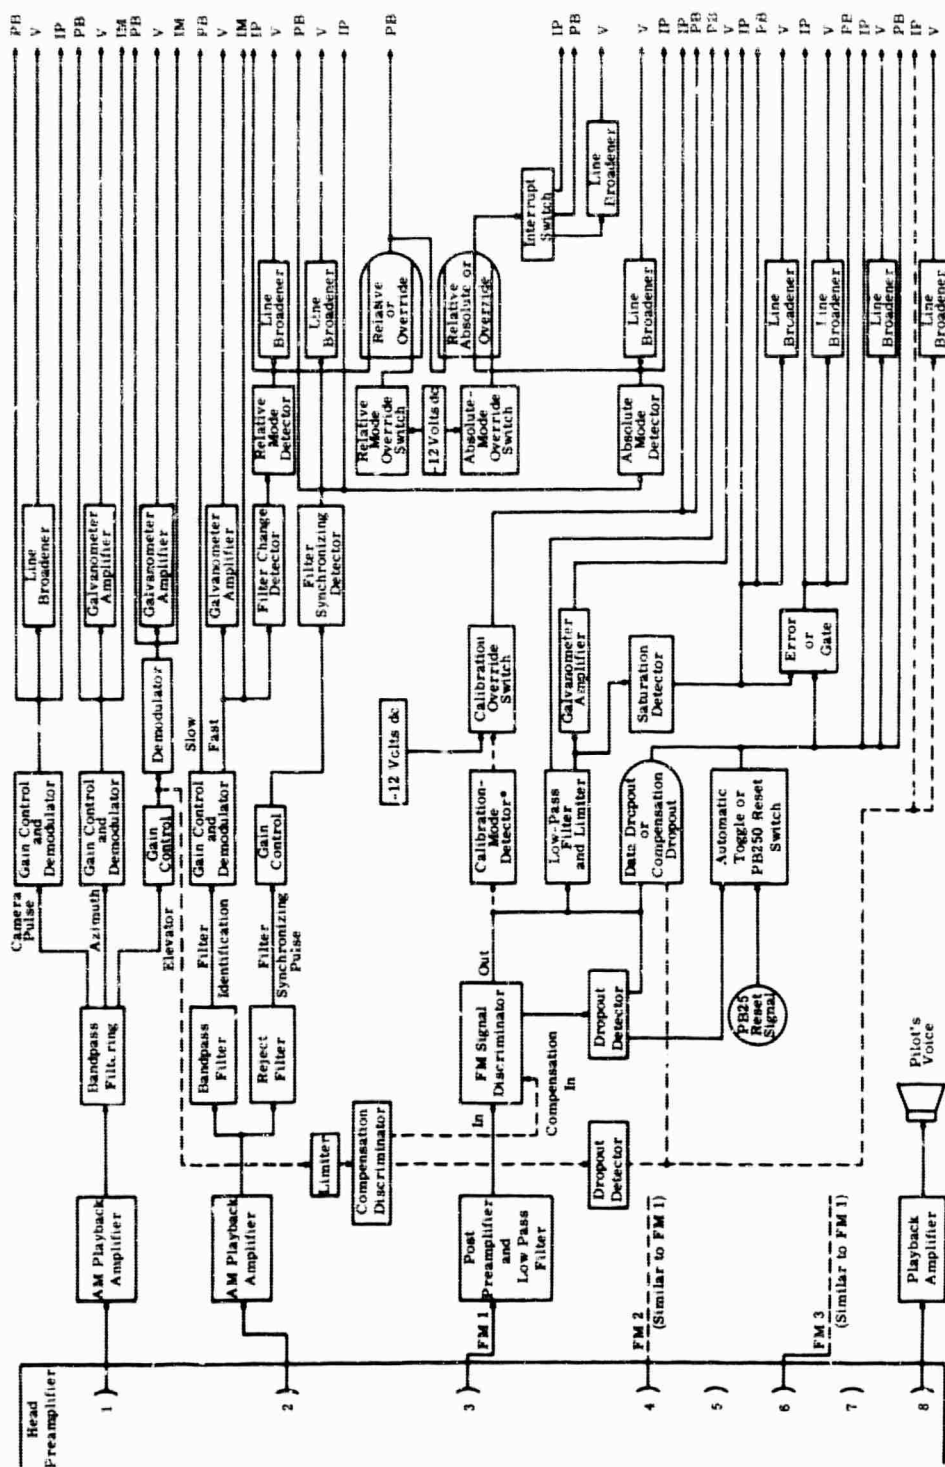 PB
V
IP
PB
V
IM
PB
V
IM
PB
V
IM
IP
V
PB
V
IP
PB
IP
PB
V
V
IP
IP
PB
PB
V
IP
PB
V
IP
V
PB
IP
V
PB
IP
V
Line
Broadener
Interrupt
Switch
Line
Broadener
Line
Broadener
Relative
or
Override
Relative
Absolute or
Override
Line
Broadener
Line
Broadener
Line
Broadener
Line
Broadener
Line
Broadener
Relative
Mode
Detector
Relative
Mode
Override
Switch
-12 Volts dc
Absolute-
Mode
Override
Switch
Absolute
Mode
Detector
Line
Broadener
Galvanometer
Amplifier
Galvanometer
Amplifier
Galvanometer
Amplifier
Filter Change
Detector
Filter
Synchronizing
Detector
Demodulator
Slow
Fast
-12 Volts dc
Calibration
Override
Switch
Galvanometer
Amplifier
Saturation
Detector
Error
or
Gate
Camera
Pulse
Gain Control
and
Demodulator
Azimuth
Gain Control
and
Demodulator
Elevator
Gain
Control
Gain Control
and
Demodulator
Gain
Control
Calibration-
Mode
Detector*
Low-Pass
Filter
and Limiter
Data Dropout
or
Compensation
Dropout
Automatic
Toggle or
PB250 Reset
Switch
Bandpass
Filtering
Filter
Identification
Bandpass
Filter
Filter
Synchronizing
Pulse
Reject
Filter
Out
FM Signal
Discriminator
In
Compensation
In
Dropout
Detector
PB25
Reset
Signal
Limiter
Compensation
Discriminator
Dropout
Detector
Pilot's
Voice
AM Playback
Amplifier
AM Playback
Amplifier
Post
Preamplifier
and
Low Pass
Filter
Playback
Amplifier
FM 1
FM 2
(Similar to FM 1)
FM 3
(Similar to FM 1)
Head
Preamplifier
1
2
3
4
5
6
7
8